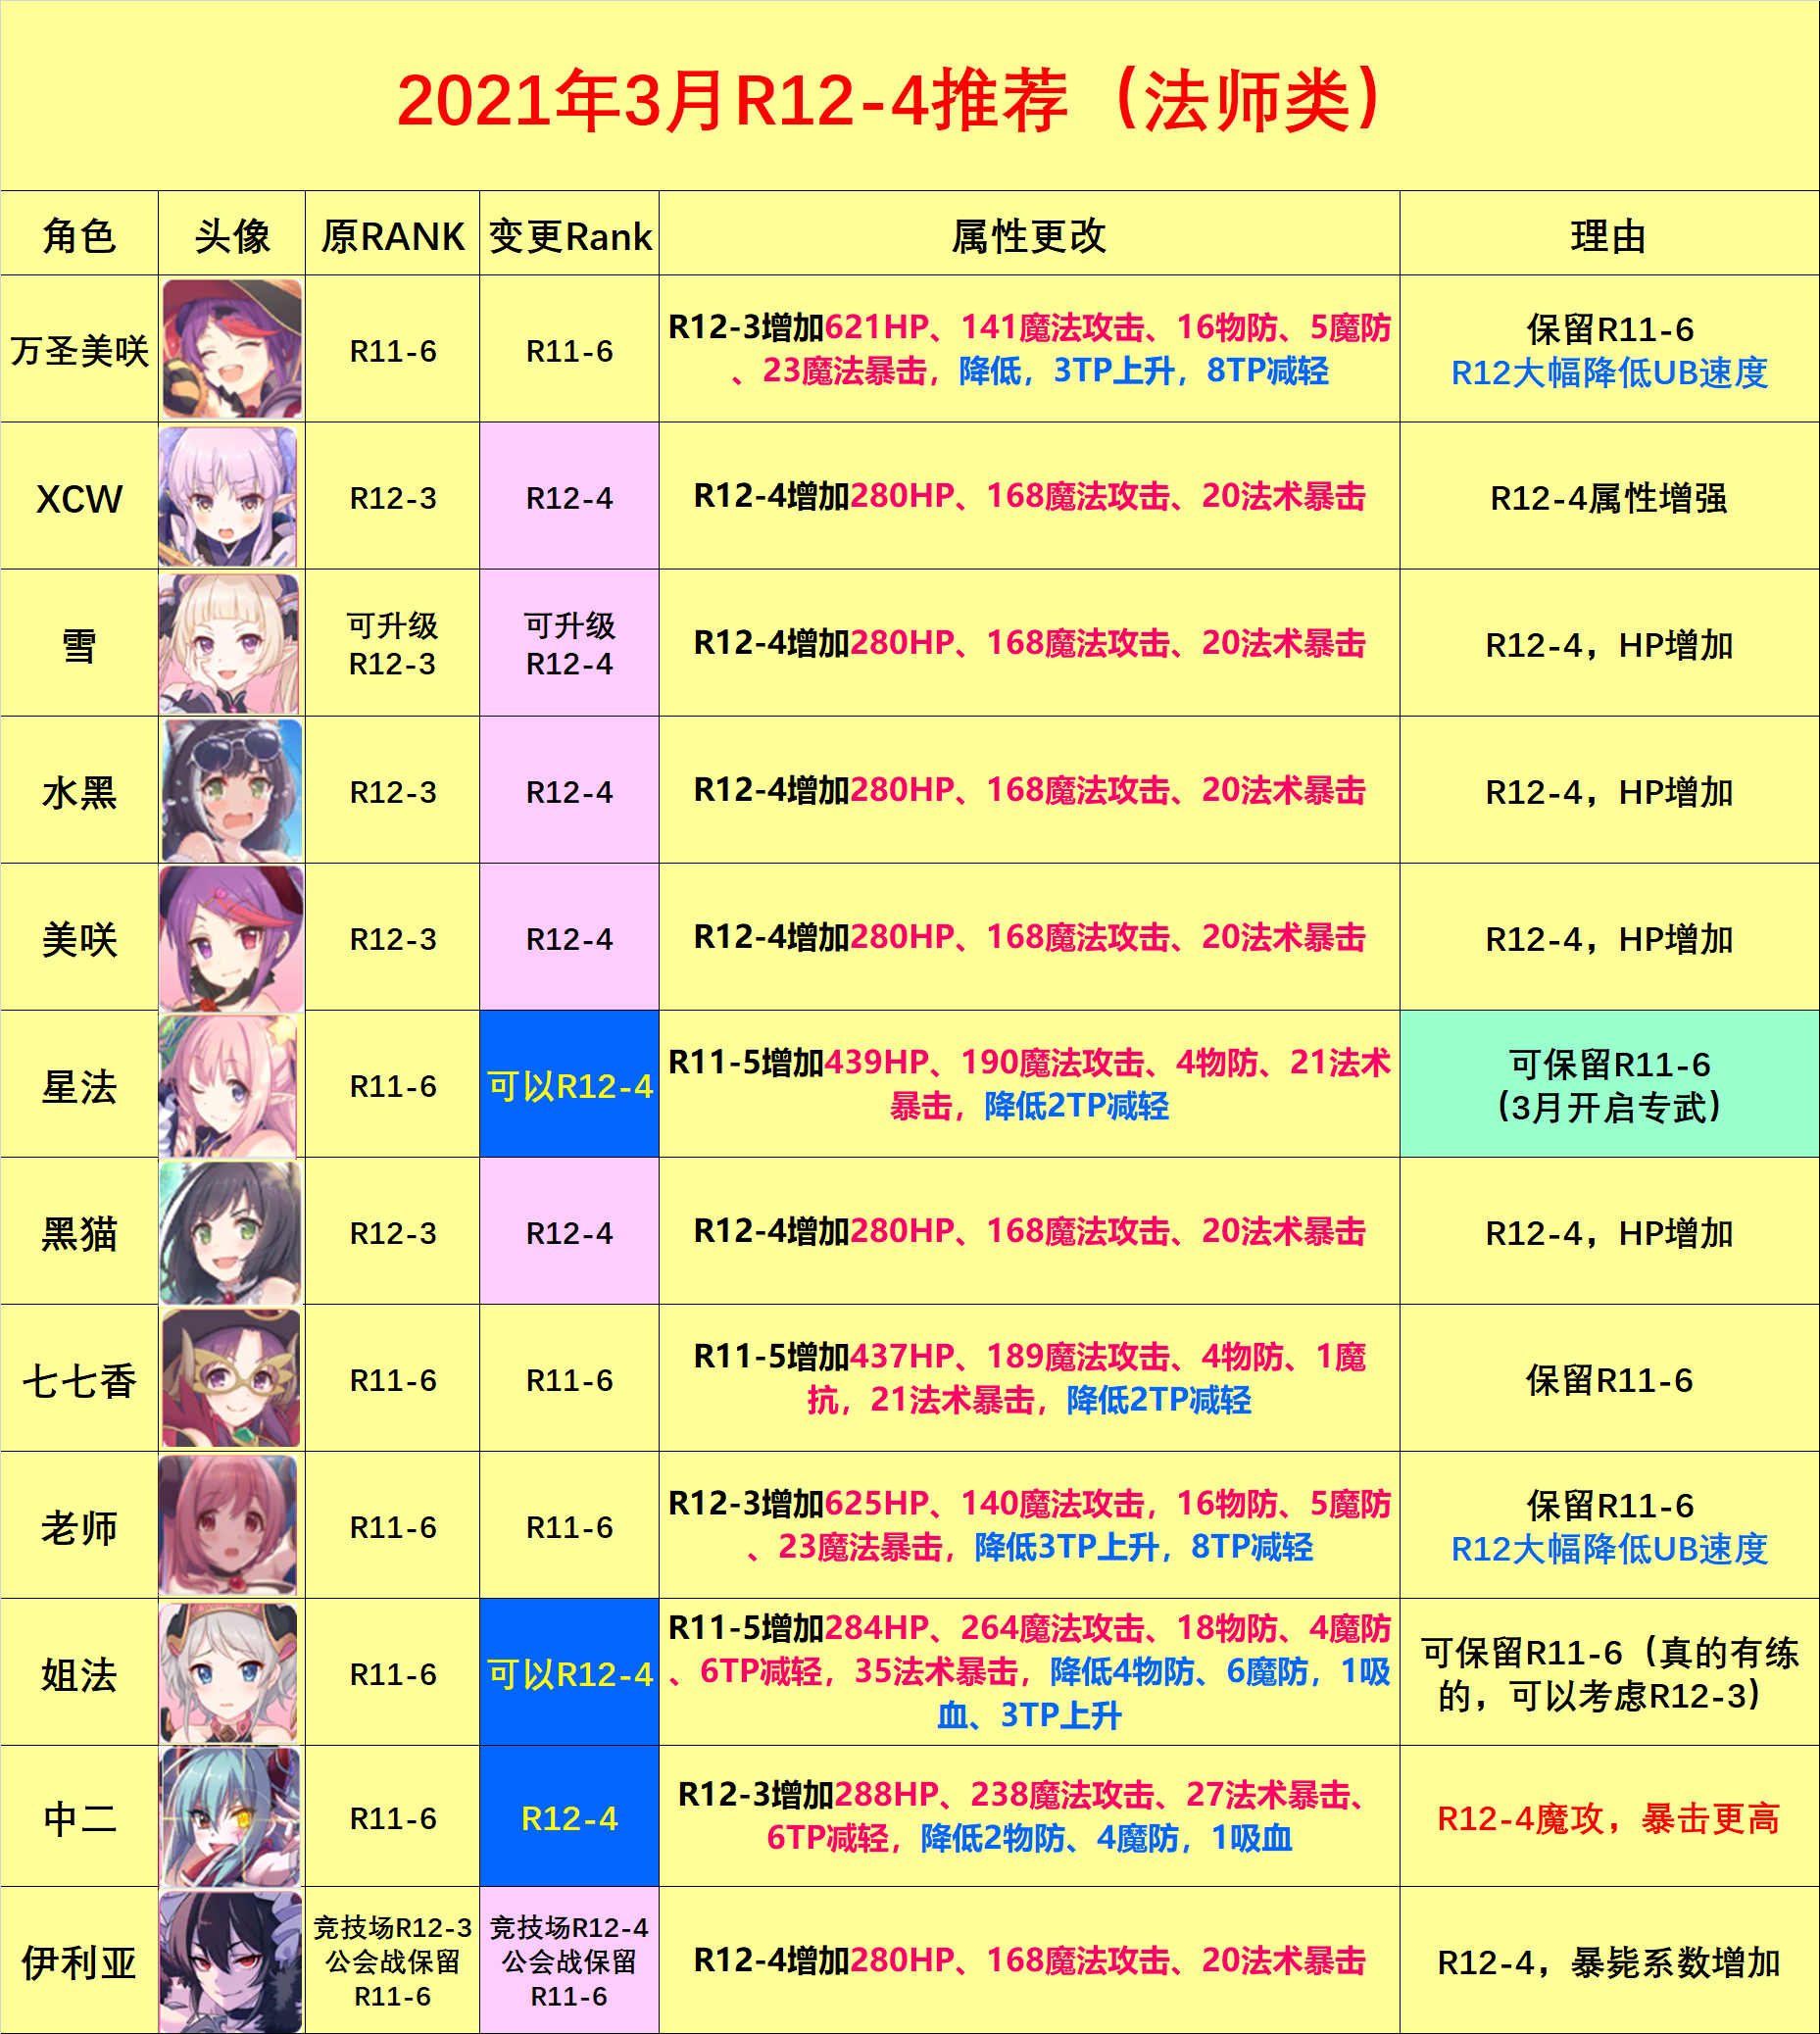 2021年3月R12-4推荐（法师类）
角色 头像 原RANK 变更Rank 属性更改 理由
万圣美咲 R11-6 R11-6
R12-3增加621HP、141魔法攻击、16物防、5魔防
、23魔法暴击，降低，3TP上升，8TP减轻
保留R11-6
R12大幅降低UB速度
XCW R12-3 R12-4 R12-4增加280HP、168魔法攻击、20法术暴击 R12-4属性增强
雪
可升级
R12-3
可升级
R12-4
R12-4增加280HP、168魔法攻击、20法术暴击 R12-4，HP增加
水黑 R12-3 R12-4 R12-4增加280HP、168魔法攻击、20法术暴击 R12-4，HP增加
美咲 R12-3 R12-4 R12-4增加280HP、168魔法攻击、20法术暴击 R12-4，HP增加
星法 R11-6 可以R12-4
R11-5增加439HP、190魔法攻击、4物防、21法术
暴击，降低2TP减轻
可保留R11-6
（3月开启专武）
黑猫 R12-3 R12-4 R12-4增加280HP、168魔法攻击、20法术暴击 R12-4，HP增加
七七香 R11-6 R11-6
R11-5增加437HP、189魔法攻击、4物防、1魔
抗，21法术暴击，降低2TP减轻
保留R11-6
老师 R11-6 R11-6
R12-3增加625HP、140魔法攻击，16物防、5魔防
、23魔法暴击，降低3TP上升，8TP减轻
保留R11-6
R12大幅降低UB速度
姐法 R11-6 可以R12-4
R11-5增加284HP、264魔法攻击、18物防、4魔防
、6TP减轻，35法术暴击，降低4物防、6魔防，1吸
血、3TP上升
可保留R11-6（真的有练
的，可以考虑R12-3）
中二 R11-6 R12-4
R12-3增加288HP、238魔法攻击、27法术暴击、
6TP减轻，降低2物防、4魔防，1吸血
R12-4魔攻，暴击更高
伊利亚
竞技场R12-3
公会战保留
R11-6
竞技场R12-4
公会战保留
R11-6
R12-4增加280HP、168魔法攻击、20法术暴击 R12-4，暴毙系数增加